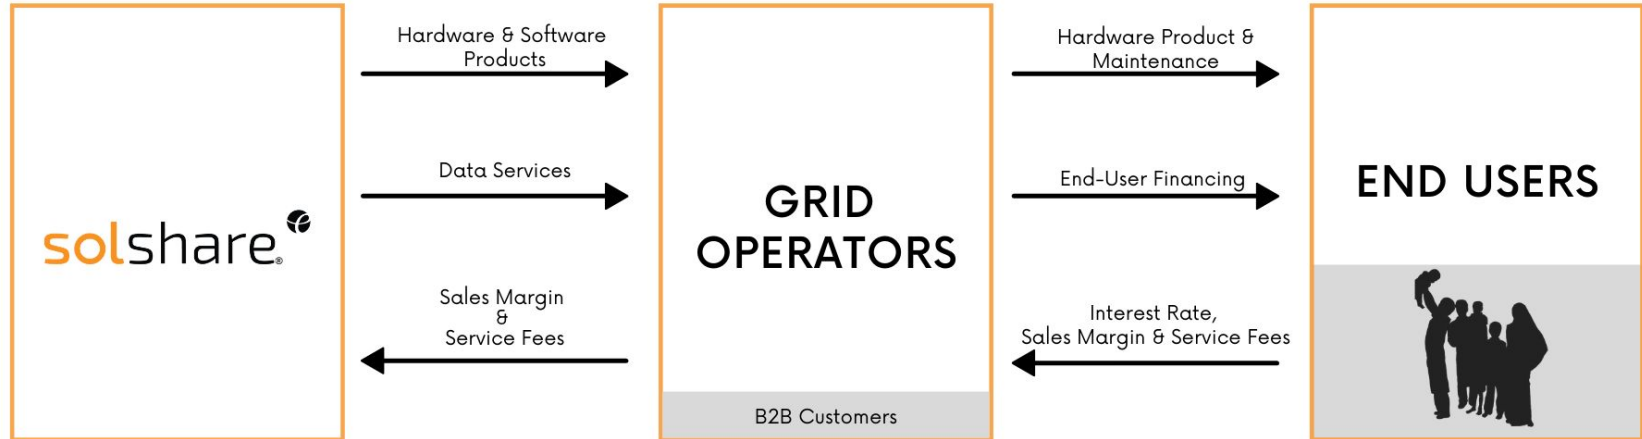 solshare®
Hardware & Software
Products
Data Services
Sales Margin
&
Service Fees
GRID
OPERATORS
B2B Customers
Hardware Product &
Maintenance
End-User Financing
Interest Rate,
Sales Margin & Service Fees
END USERS